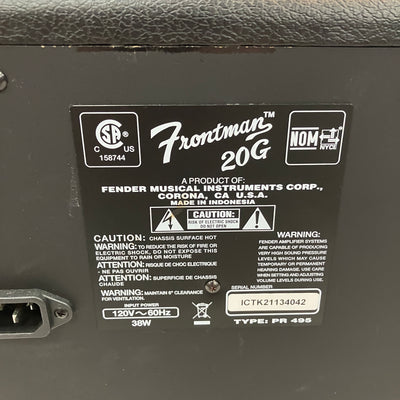 Frontman™
20G
CSA
C US
158744
NOM
NYCE
A PRODUCT OF:
FENDER MUSICAL INSTRUMENTS CORP.,
CORONA, CA U.S.A.
MADE IN INDONESIA
CAUTION:
RISK OF ELECTRIC SHOCK
DO NOT OPEN
CAUTION: CHASSIS SURFACE HOT
WARNING: TO REDUCE THE RISK OF FIRE OR
ELECTRIC SHOCK, DO NOT EXPOSE THIS
EQUIPMENT TO RAIN OR MOISTURE
ATTENTION: RISQUE DE CHOC ELECTRIQUE
- NE PAS OUVRIR
ATTENTION: SUPERFICIE DE CHASSIS
CALIENTE
WARNING: MAINTAIN 6" CLEARANCE
FOR VENTILATION.
INPUT POWER
120V~60Hz
38W
WARNING:
FENDER AMPLIFIER SYSTEMS
ARE CAPABLE OF PRODUCING
VERY HIGH SOUND PRESSURE
LEVELS WHICH MAY CAUSE
TEMPORARY OR PERMANENT
HEARING DAMAGE. USE CARE
WHEN SETTING AND ADJUSTING
VOLUME LEVELS DURING USE.
SERIAL NUMBER
ICTK21134042
TYPE: PR 495